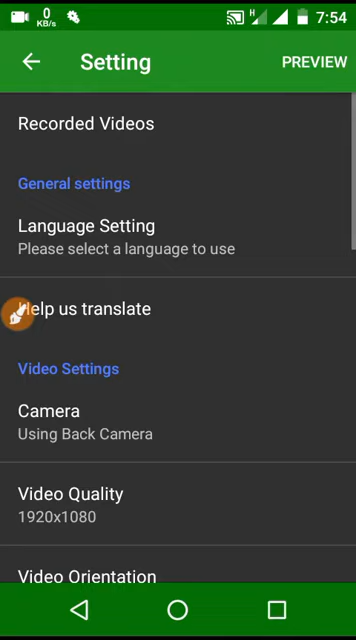 0
KB/s
H
7:54
Setting
PREVIEW
Recorded Videos
General settings
Language Setting
Please select a language to use
Help us translate
Video Settings
Camera
Using Back Camera
Video Quality
1920x1080
Video Orientation